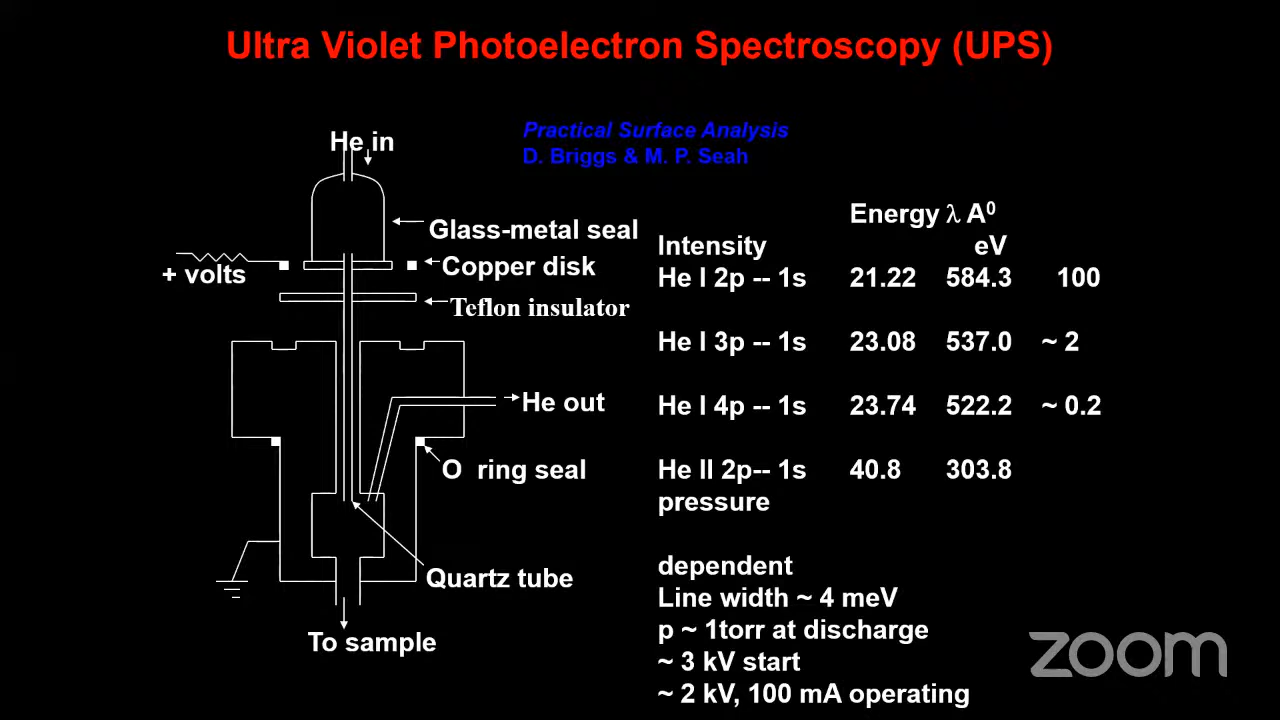 Ultra Violet Photoelectron Spectroscopy (UPS)
Practical Surface Analysis
D. Briggs & M. P. Seah
He in
Glass-metal seal
Copper disk
+ volts
Teflon insulator
He out
O ring seal
Quartz tube
To sample
Energy λ A⁰
Intensity eV
He I 2p -- 1s 21.22 584.3 100
He I 3p -- 1s 23.08 537.0 ~ 2
He I 4p -- 1s 23.74 522.2 ~ 0.2
He II 2p-- 1s 40.8 303.8
pressure
dependent
Line width ~ 4 meV
p ~ 1torr at discharge
~ 3 kV start
~ 2 kV, 100 mA operating
zoom